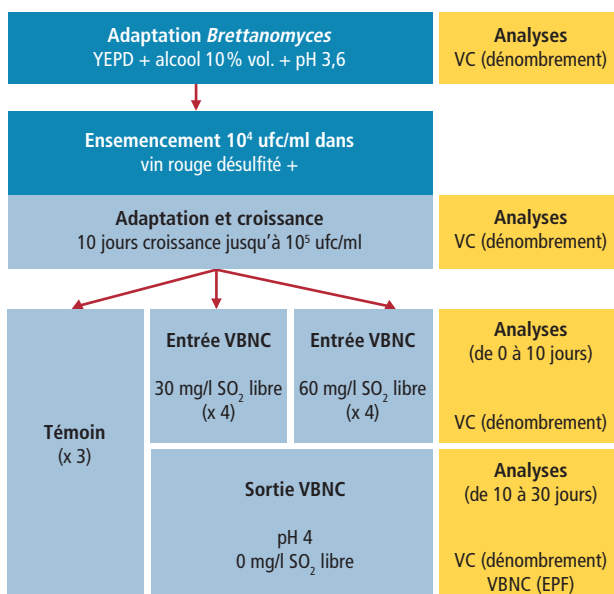 Adaptation Brettanomyces
YEPD + alcool 10 % vol. + pH 3,6
Analyses
VC (dénombrement)
Ensemencement 10⁴ ufc/ml dans
vin rouge désulfité +
Adaptation et croissance
10 jours croissance jusqu'à 10⁵ ufc/ml
Analyses
VC (dénombrement)
Témoin
(x 3)
Entrée VBNC
30 mg/l SO₂ libre
(x 4)
Entrée VBNC
60 mg/l SO₂ libre
(x 4)
Analyses
(de 0 à 10 jours)
VC (dénombrement)
Sortie VBNC
pH 4
0 mg/l SO₂ libre
Analyses
(de 10 à 30 jours)
VC (dénombrement)
VBNC (EPF)